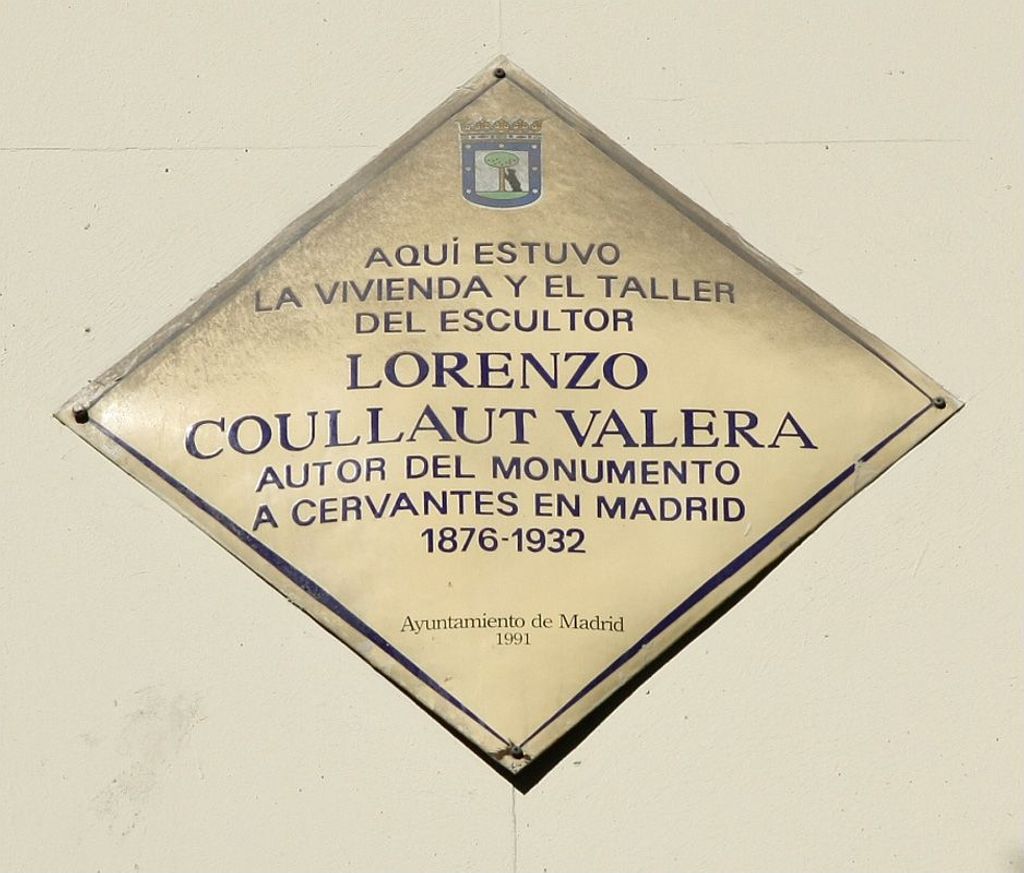 AQUÍ ESTUVO
LA VIVIENDA Y EL TALLER
DEL ESCULTOR
LORENZO
COULLAUT VALERA
AUTOR DEL MONUMENTO
A CERVANTES EN MADRID
1876-1932
Ayuntamiento de Madrid
1991